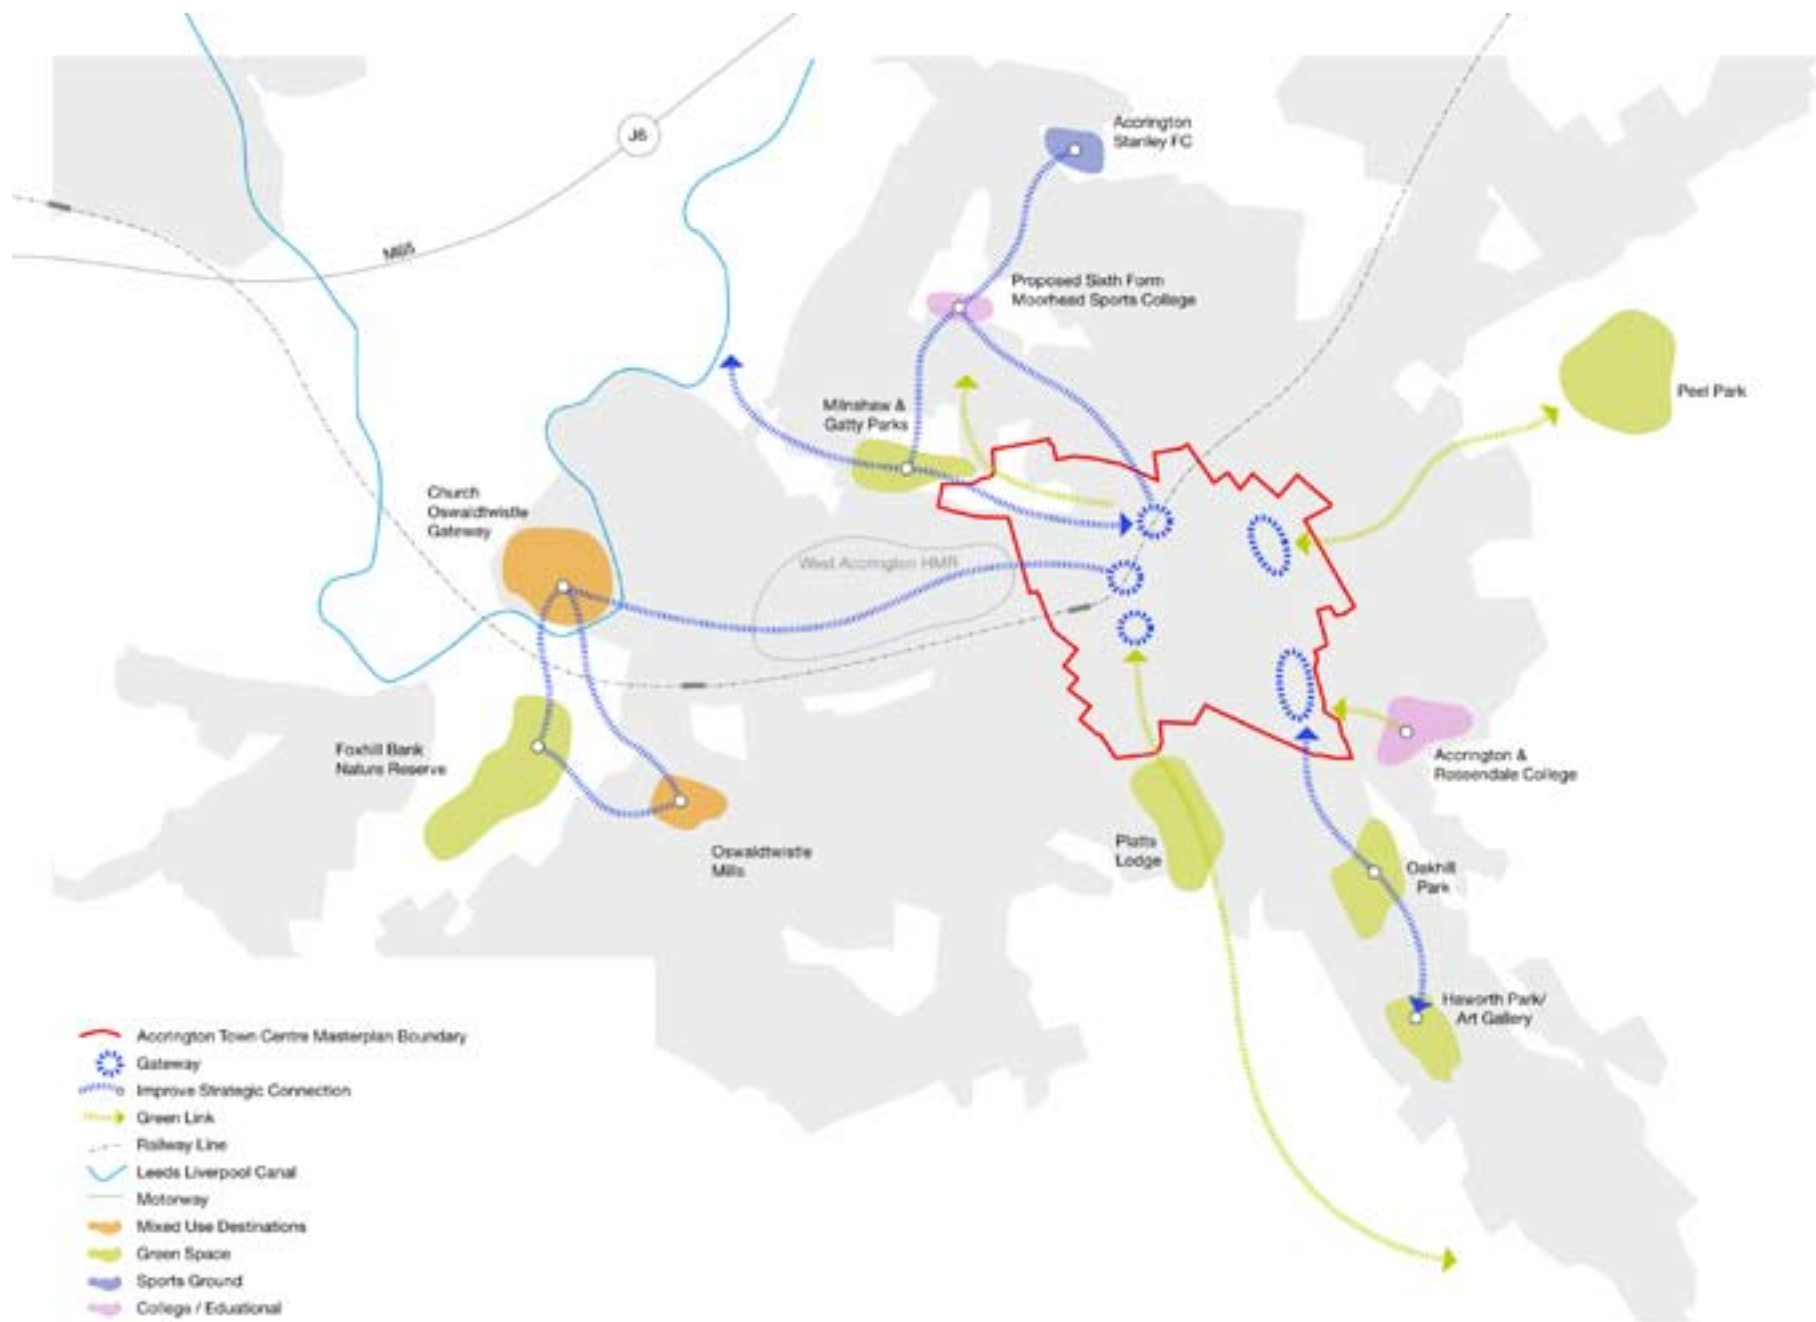 J6
M65
Accrington
Stanley FC
Proposed Sixth Form
Moorhead Sports College
Peel Park
Milnshaw &
Gatty Parks
Church
Oswaldtwistle
Gateway
West Accrington HMR
Foxhill Bank
Nature Reserve
Oswaldtwistle
Mills
Accrington &
Rossendale College
Platts
Lodge
Oakhill
Park
Haworth Park/
Art Gallery
Accrington Town Centre Masterplan Boundary
Gateway
Improve Strategic Connection
Green Link
Railway Line
Leeds Liverpool Canal
Motorway
Mixed Use Destinations
Green Space
Sports Ground
College / Eduational